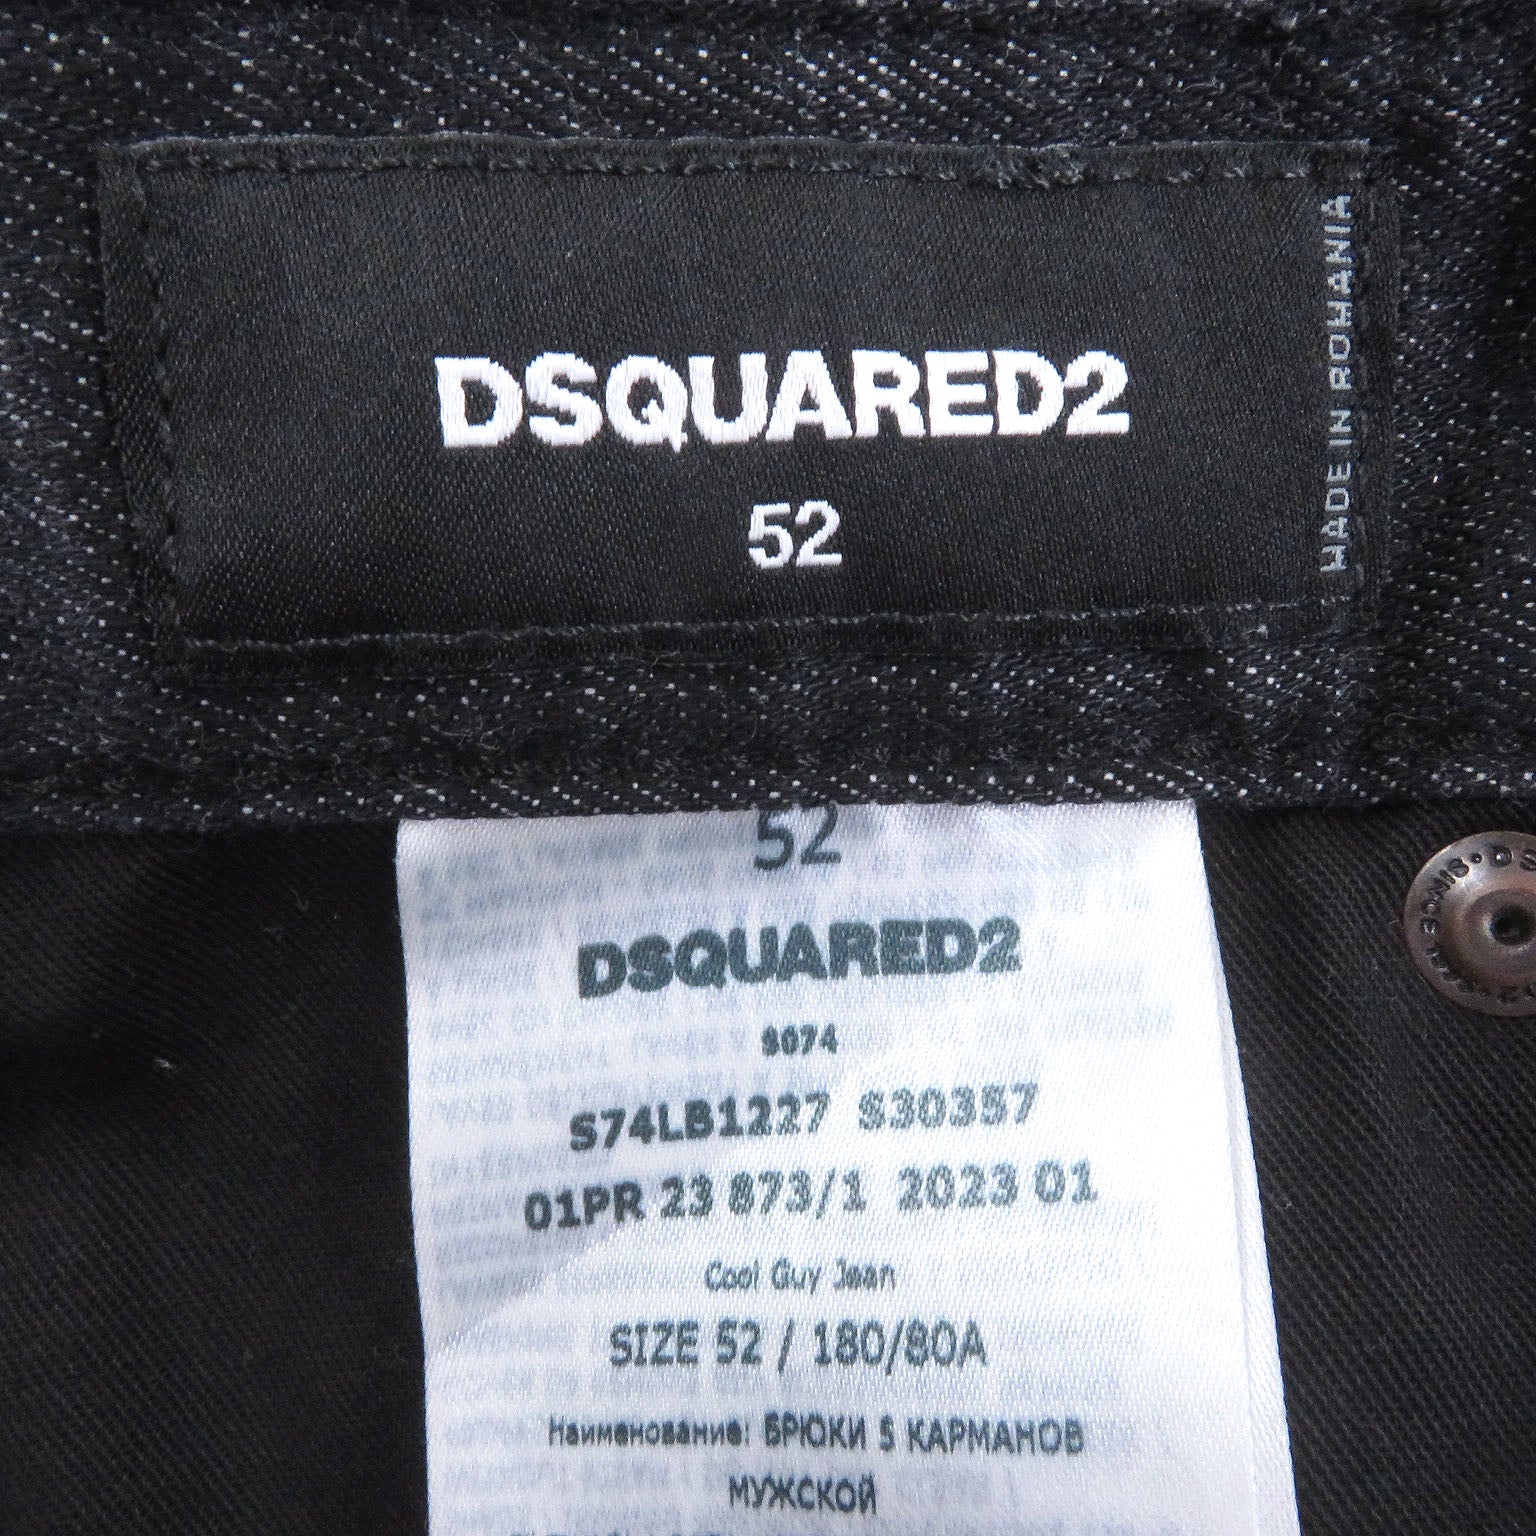 DSQUARED2
52
MADE IN ROMANIA
52
DSQUARED2
S074
S74LB1227 S30357
01PR 23 873/1 2023 01
Cool Guy Jean
SIZE 52 / 180/80A
Наименование: БРЮКИ 5 КАРМАНОВ
МУЖСКОЙ
SINCE